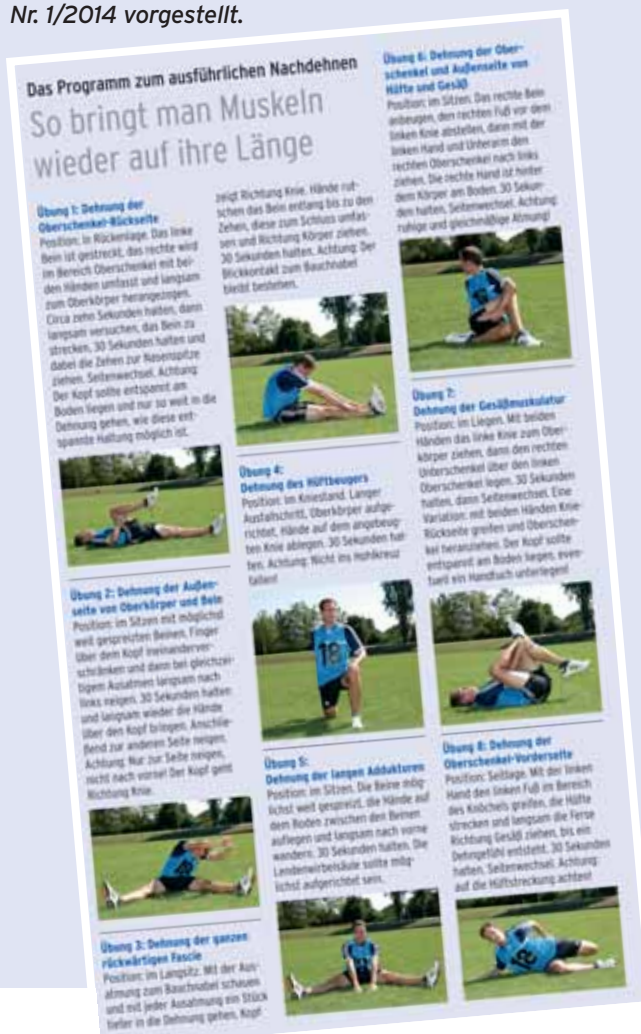 Nr. 1/2014 vorgestellt.
Das Programm zum ausführlichen Nachdehnen
So bringt man Muskeln
wieder auf ihre Länge
Übung 1: Dehnung der
Oberschenkel-Rückseite
Position: in Rückenlage. Das linke
Bein ist gestreckt, das rechte wird
im Bereich Oberschenkel mit bei-
den Händen umfasst und langsam
zum Oberkörper herangezogen.
Circa zehn Sekunden halten, dann
langsam versuchen, das Bein zu
strecken, 30 Sekunden halten und
dabei die Zehen zur Nasenspitze
ziehen. Seitenwechsel. Achtung:
Der Kopf sollte entspannt am
Boden liegen und nur so weit in die
Dehnung gehen, wie diese ent-
spannte Haltung möglich ist.
Übung 2: Dehnung der Außen-
seite von Oberkörper und Bein
Position: im Sitzen mit möglichst
weit gespreizten Beinen, Finger
über dem Kopf ineinanderver-
schränken und dann bei gleichzei-
tigem Ausatmen langsam nach
links neigen. 30 Sekunden halten
und langsam wieder die Hände
über den Kopf bringen. Anschlie-
ßend zur anderen Seite neigen.
Achtung: Nur zur Seite neigen,
nicht nach vorne! Der Kopf geht
Richtung Knie.
Übung 3: Dehnung der ganzen
rückwärtigen Fascie
Position: im Langsitz. Mit der Aus-
atmung zum Bauchnabel schauen
und mit jeder Ausatmung ein Stück
tiefer in die Dehnung gehen, Kopf
zeigt Richtung Knie. Hände rut-
schen das Bein entlang bis zu den
Zehen, diese zum Schluss umfas-
sen und Richtung Körper ziehen.
30 Sekunden halten. Achtung: Der
Blickkontakt zum Bauchnabel
bleibt bestehen.
Übung 4:
Dehnung des Hüftbeugers
Position: im Kniestand. Langer
Ausfallschritt, Oberkörper aufge-
richtet, Hände auf dem angebeug-
ten Knie ablegen. 30 Sekunden hal-
ten. Achtung: Nicht ins Hohlkreuz
fallen!
18
Übung 5:
Dehnung der langen Adduktoren
Position: im Sitzen. Die Beine mög-
lichst weit gespreizt, die Hände auf
dem Boden zwischen den Beinen
aufliegen und langsam nach vorne
wandern. 30 Sekunden halten. Die
Lendenwirbelsäule sollte mög-
lichst aufgerichtet sein.
Übung 6: Dehnung der Ober-
schenkel und Außenseite von
Hüfte und Gesäß
Position: im Sitzen. Das rechte Bein
anbeugen, den rechten Fuß vor dem
linken Knie abstellen, dann mit der
linken Hand und Unterarm den
rechten Oberschenkel nach links
ziehen. Die rechte Hand ist hinter
dem Körper am Boden. 30 Sekun-
den halten, Seitenwechsel. Achtung:
ruhige und gleichmäßige Atmung!
Übung 7:
Dehnung der Gesäßmuskulatur
Position: im Liegen. Mit beiden
Händen das linke Knie zum Ober-
körper ziehen, dann den rechten
Unterschenkel über den linken
Oberschenkel legen. 30 Sekunden
halten, dann Seitenwechsel. Eine
Variation: mit beiden Händen Knie-
Rückseite greifen und Oberschen-
kel heranziehen. Der Kopf sollte
entspannt am Boden liegen, even-
tuell ein Handtuch unterlegen!
Übung 8: Dehnung der
Oberschenkel-Vorderseite
Position: Seitlage. Mit der linken
Hand den linken Fuß im Bereich
des Knöchels greifen, die Hüfte
strecken und langsam die Ferse
Richtung Gesäß ziehen, bis ein
Dehngefühl entsteht. 30 Sekunden
halten, Seitenwechsel. Achtung:
auf die Hüftstreckung achten!